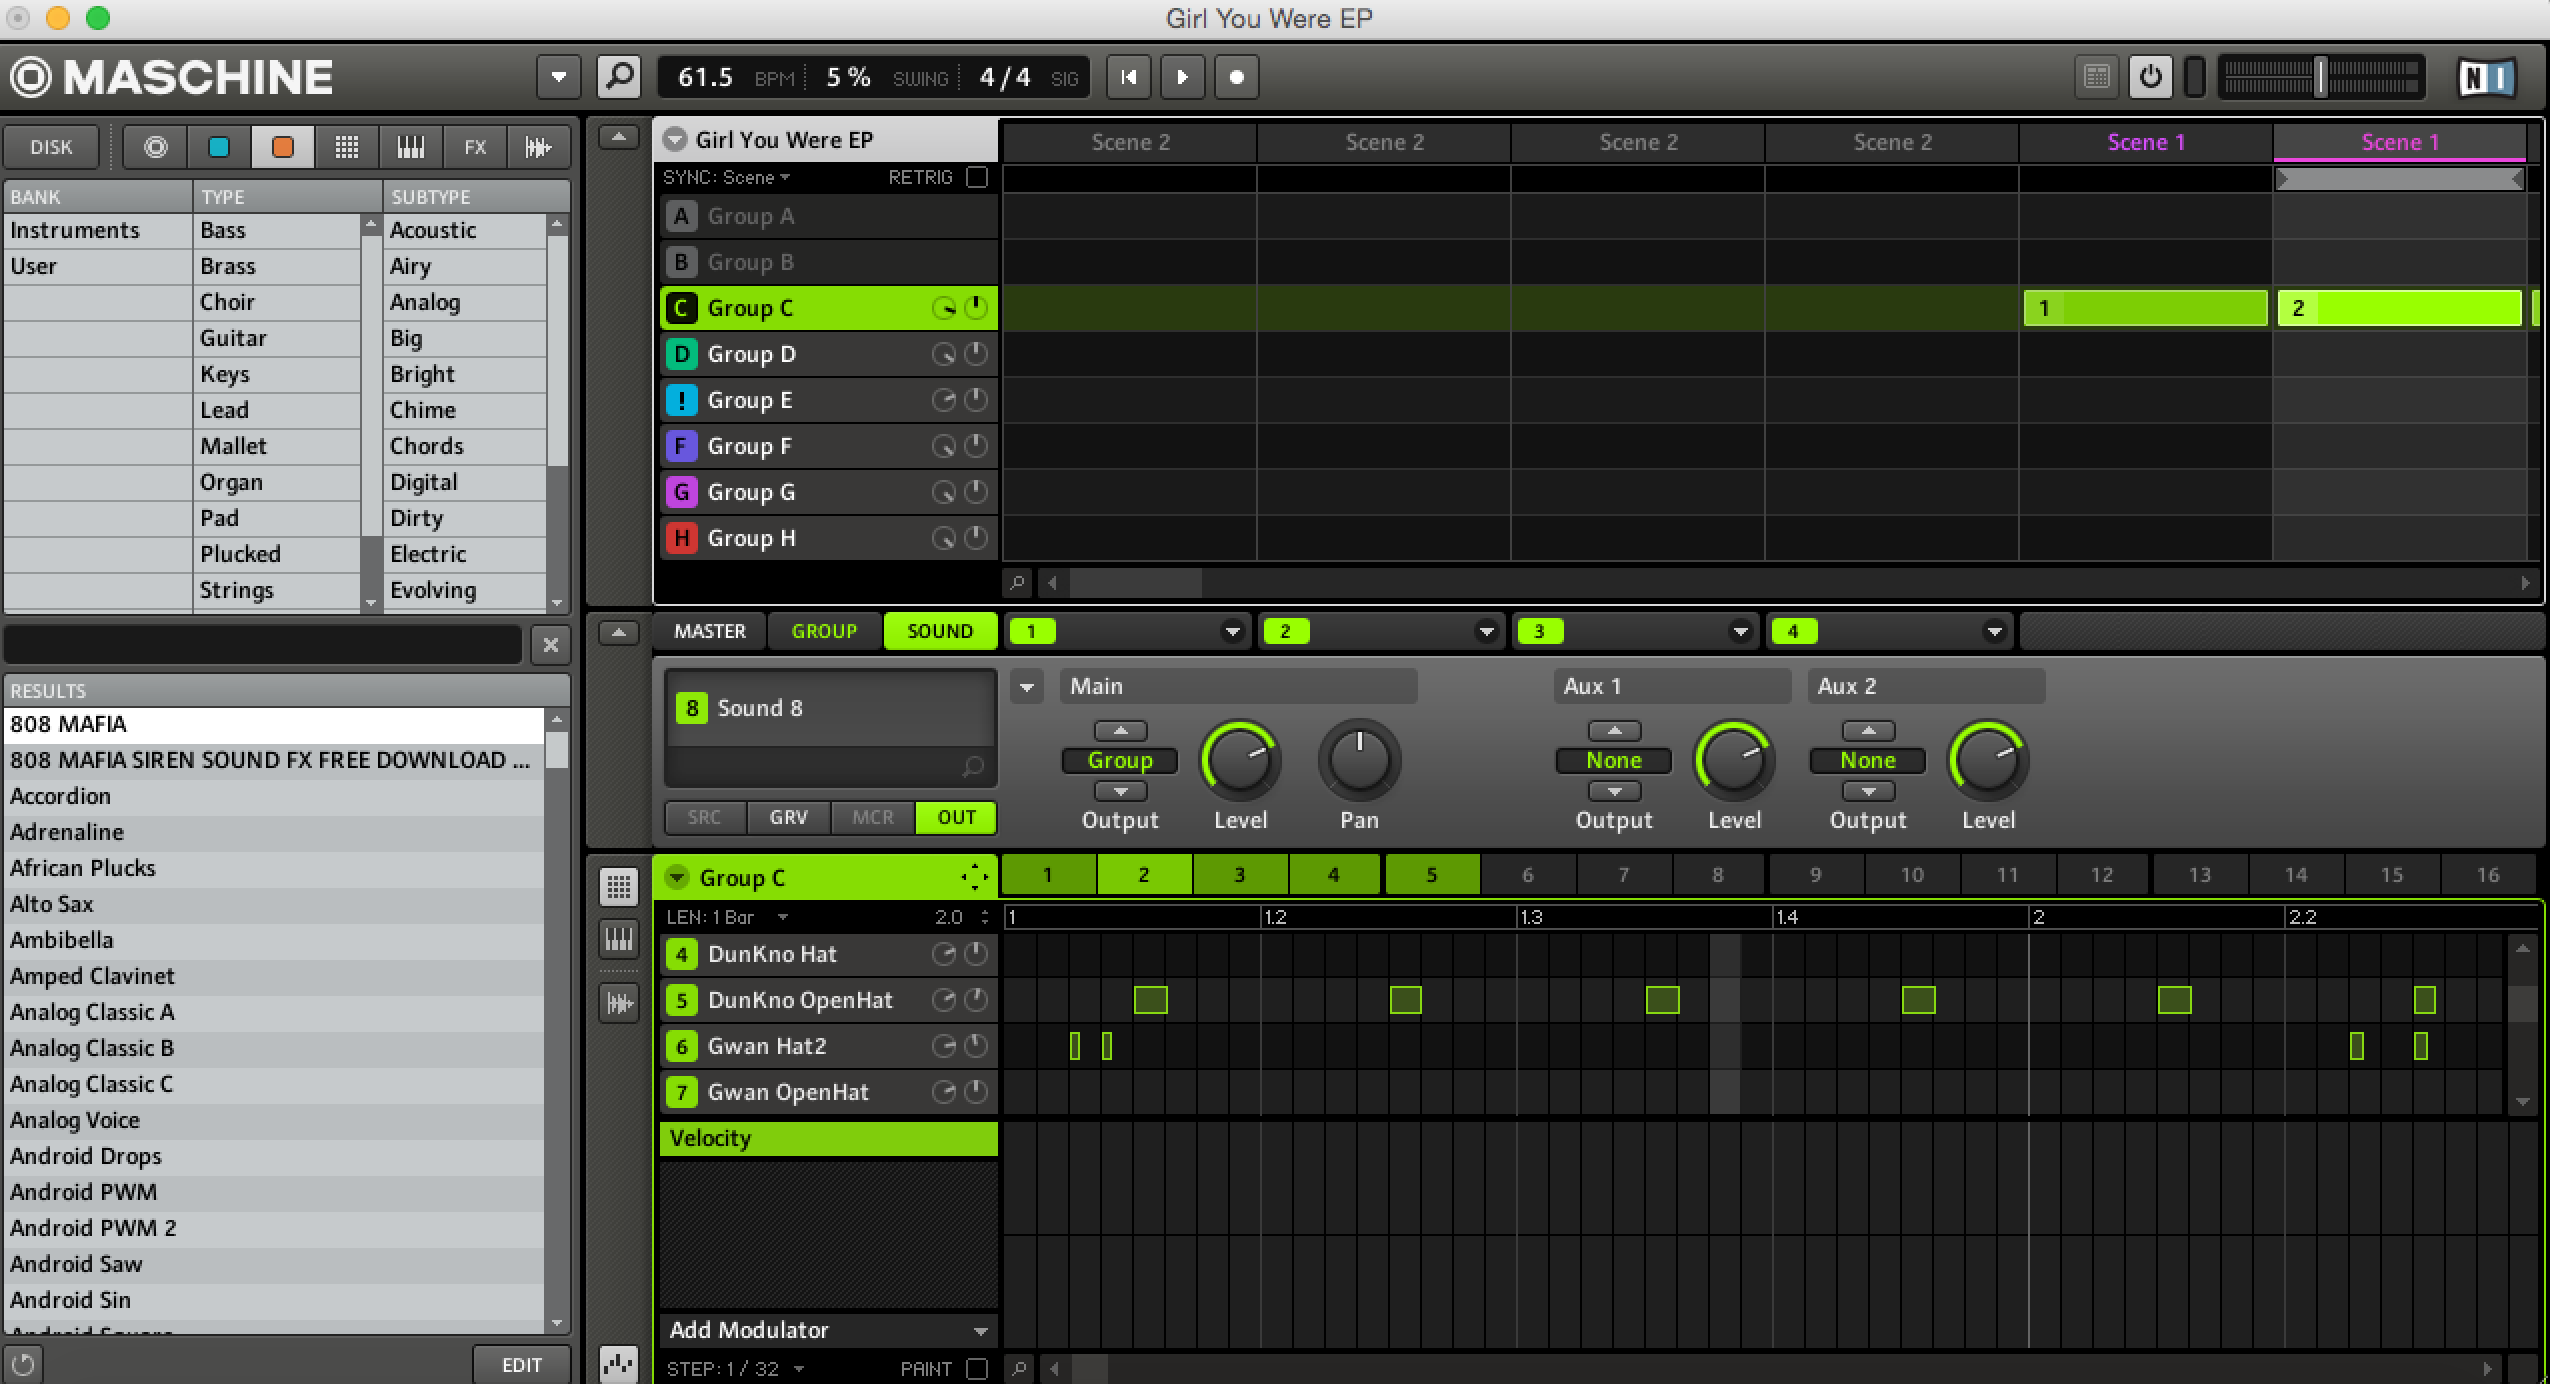 Girl You Were EP
MASCHINE 61.5 BPM 5 % SWING 4 / 4 SIG NI
DISK FX
BANK TYPE SUBTYPE
Instruments Bass Acoustic
User Brass Airy
Choir Analog
Guitar Big
Keys Bright
Lead Chime
Mallet Chords
Organ Digital
Pad Dirty
Plucked Electric
Strings Evolving
RESULTS
808 MAFIA
808 MAFIA SIREN SOUND FX FREE DOWNLOAD ...
Accordion
Adrenaline
African Plucks
Alto Sax
Ambibella
Amped Clavinet
Analog Classic A
Analog Classic B
Analog Classic C
Analog Voice
Android Drops
Android PWM
Android PWM 2
Android Saw
Android Sin
Android Square
EDIT
Girl You Were EP Scene 2 Scene 2 Scene 2 Scene 2 Scene 1 Scene 1
SYNC: Scene RETRIG
A Group A
B Group B
C Group C 1 2
D Group D
! Group E
F Group F
G Group G
H Group H
MASTER GROUP SOUND 1 2 3 4
8 Sound 8
SRC GRV MCR OUT
Main Aux 1 Aux 2
Group None None
Output Level Pan Output Level Output Level
Group C 1 2 3 4 5 6 7 8 9 10 11 12 13 14 15 16
LEN: 1 Bar 2.0 1 1.2 1.3 1.4 2 2.2
4 DunKno Hat
5 DunKno OpenHat
6 Gwan Hat2
7 Gwan OpenHat
Velocity
Add Modulator
STEP: 1 / 32 PAINT